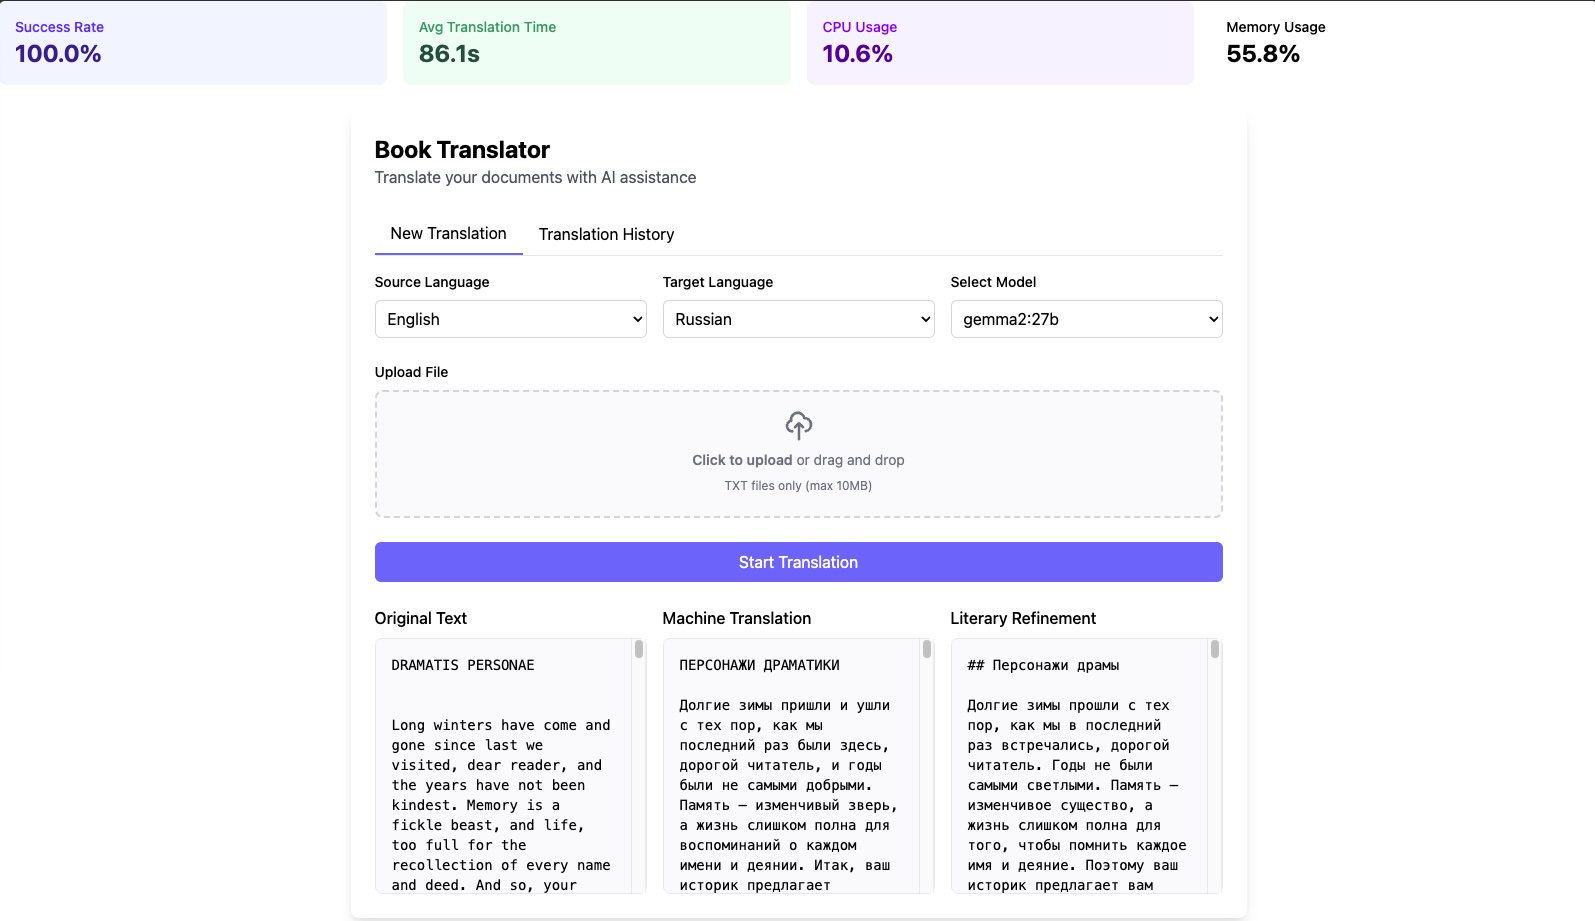 Success Rate
100.0%
Avg Translation Time
86.1s
CPU Usage
10.6%
Memory Usage
55.8%
Book Translator
Translate your documents with AI assistance
New Translation
Translation History
Source Language
English
Target Language
Russian
Select Model
gemma2:27b
Upload File
Click to upload or drag and drop
TXT files only (max 10MB)
Start Translation
Original Text
DRAMATIS PERSONAE
Long winters have come and
gone since last we
visited, dear reader, and
the years have not been
kindest. Memory is a
fickle beast, and life,
too full for the
recollection of every name
and deed. And so, your
Machine Translation
ПЕРСОНАЖИ ДРАМАТИКИ
Долгие зимы пришли и ушли
с тех пор, как мы
последний раз были здесь,
дорогой читатель, и годы
были не самыми добрыми.
Память – изменчивый зверь,
а жизнь слишком полна для
воспоминаний о каждом
имени и деянии. Итак, ваш
историк предлагает
Literary Refinement
## Персонажи драмы
Долгие зимы прошли с тех
пор, как мы в последний
раз встречались, дорогой
читатель. Годы не были
самыми светлыми. Память –
изменчивое существо, а
жизнь слишком полна для
того, чтобы помнить каждое
имя и деяние. Поэтому ваш
историк предлагает вам